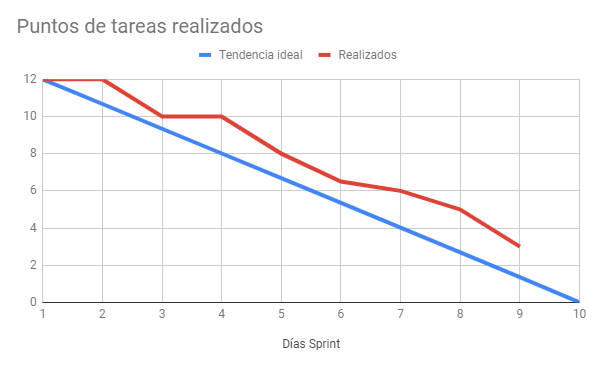 Puntos de tareas realizados
Tendencia ideal Realizados
12
10
8
6
4
2
0
1 2 3 4 5 6 7 8 9 10
Días Sprint